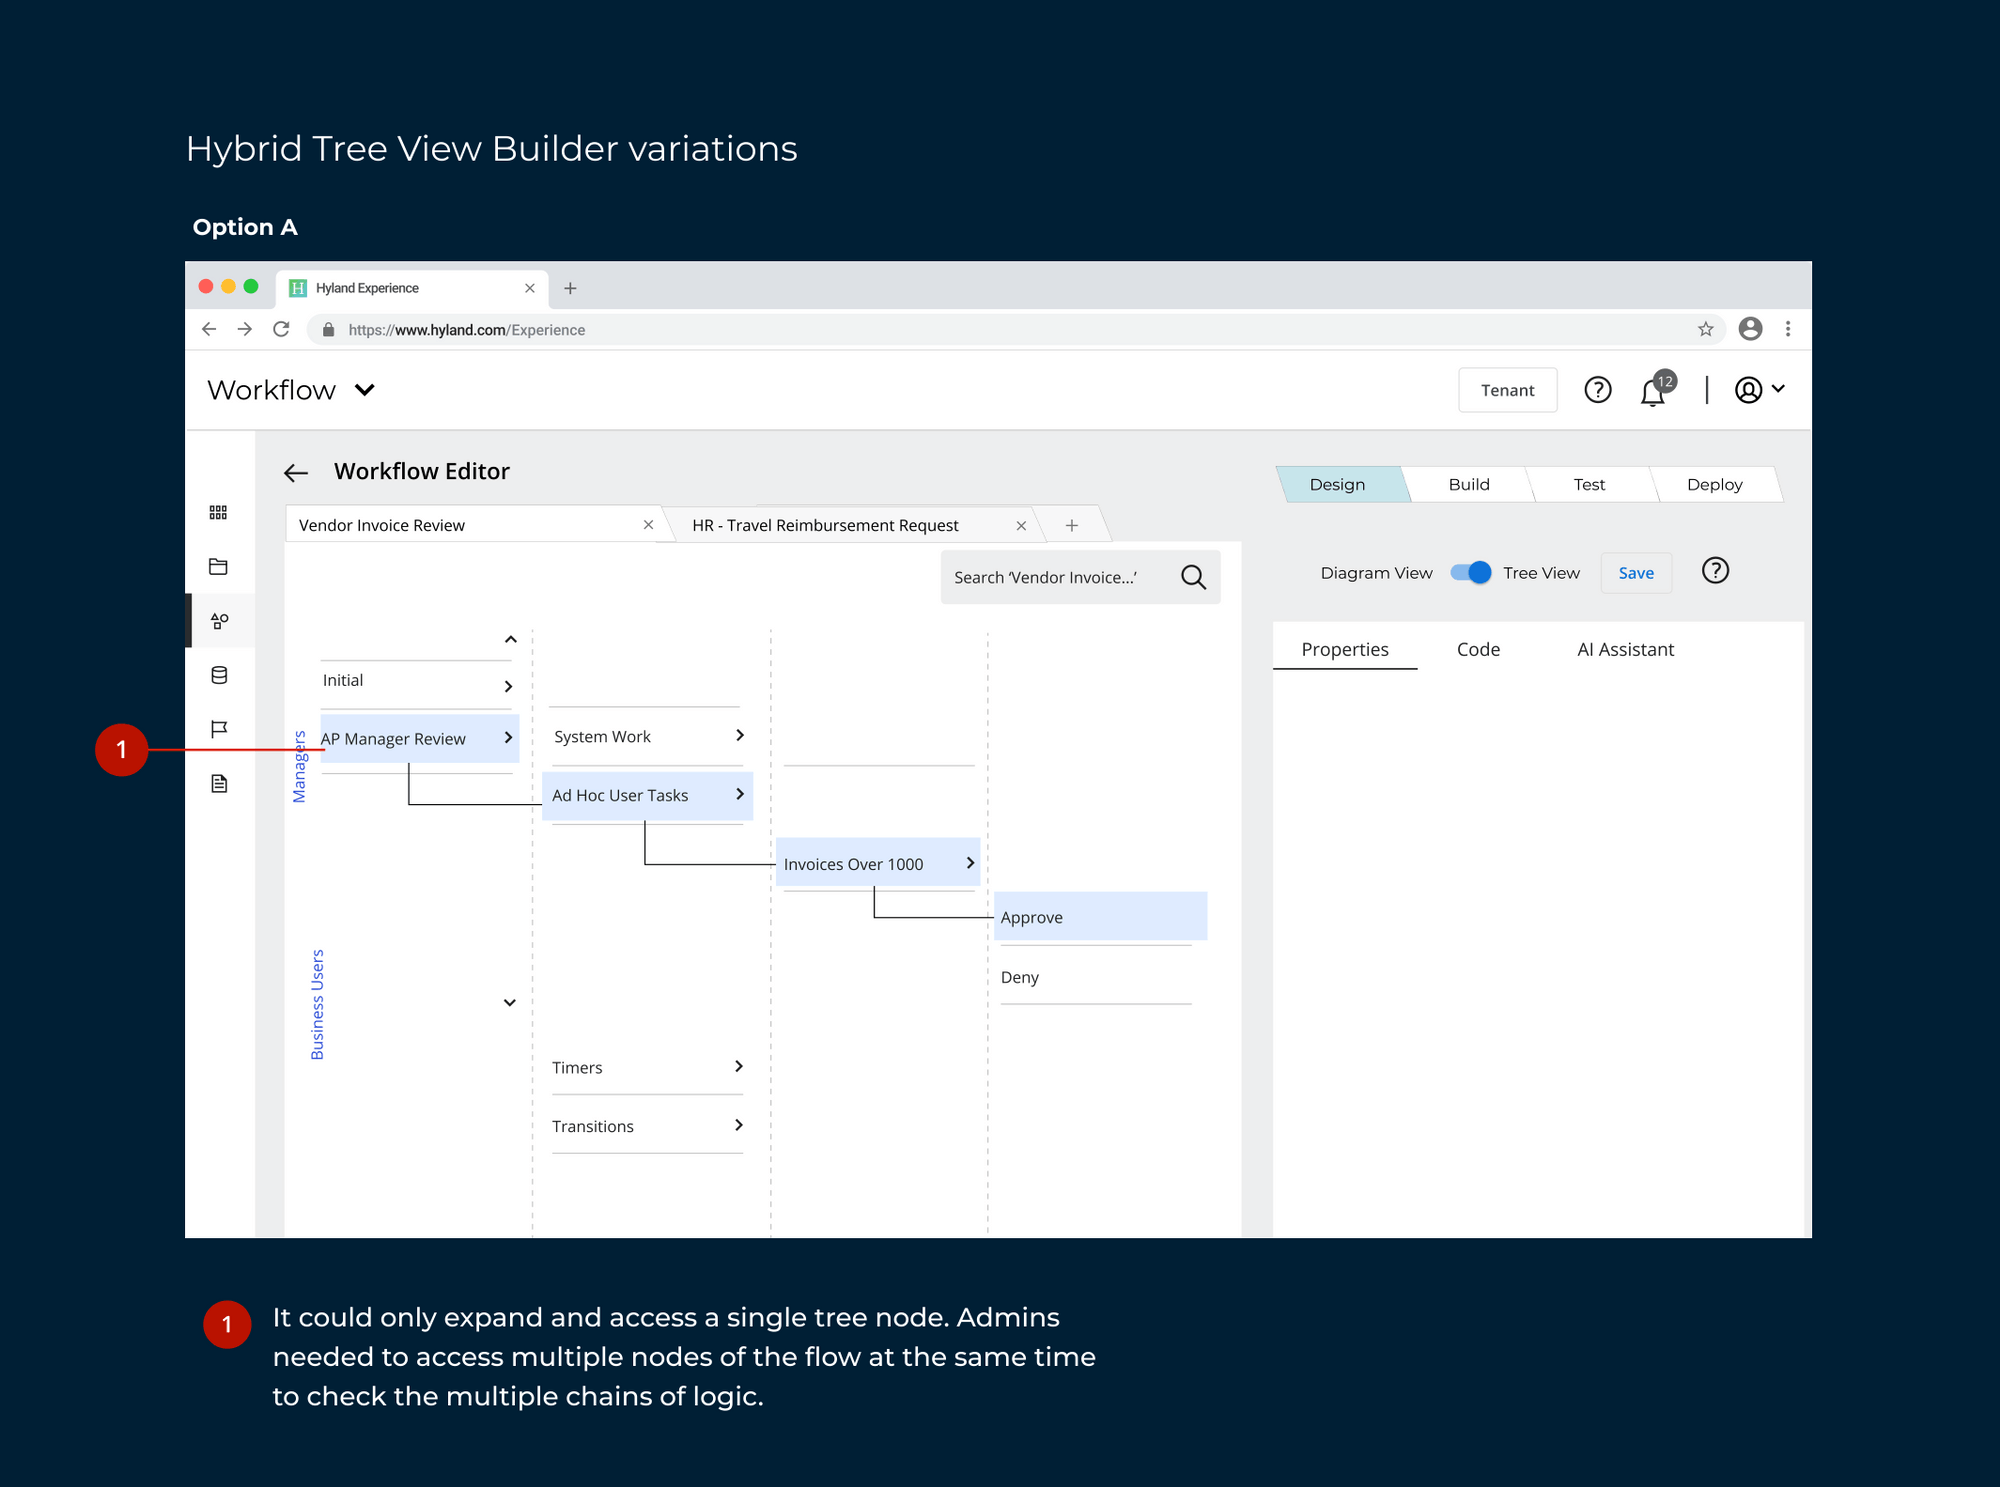 Hybrid Tree View Builder variations
Option A
Hyland Experience
https://www.hyland.com/Experience
Workflow
Tenant
12
Workflow Editor
Design
Build
Test
Deploy
Vendor Invoice Review
HR - Travel Reimbursement Request
Search ‘Vendor Invoice...’
Diagram View
Tree View
Save
Properties
Code
AI Assistant
Managers
Initial
1
AP Manager Review
System Work
Ad Hoc User Tasks
Invoices Over 1000
Approve
Deny
Business Users
Timers
Transitions
1
It could only expand and access a single tree node. Admins
needed to access multiple nodes of the flow at the same time
to check the multiple chains of logic.